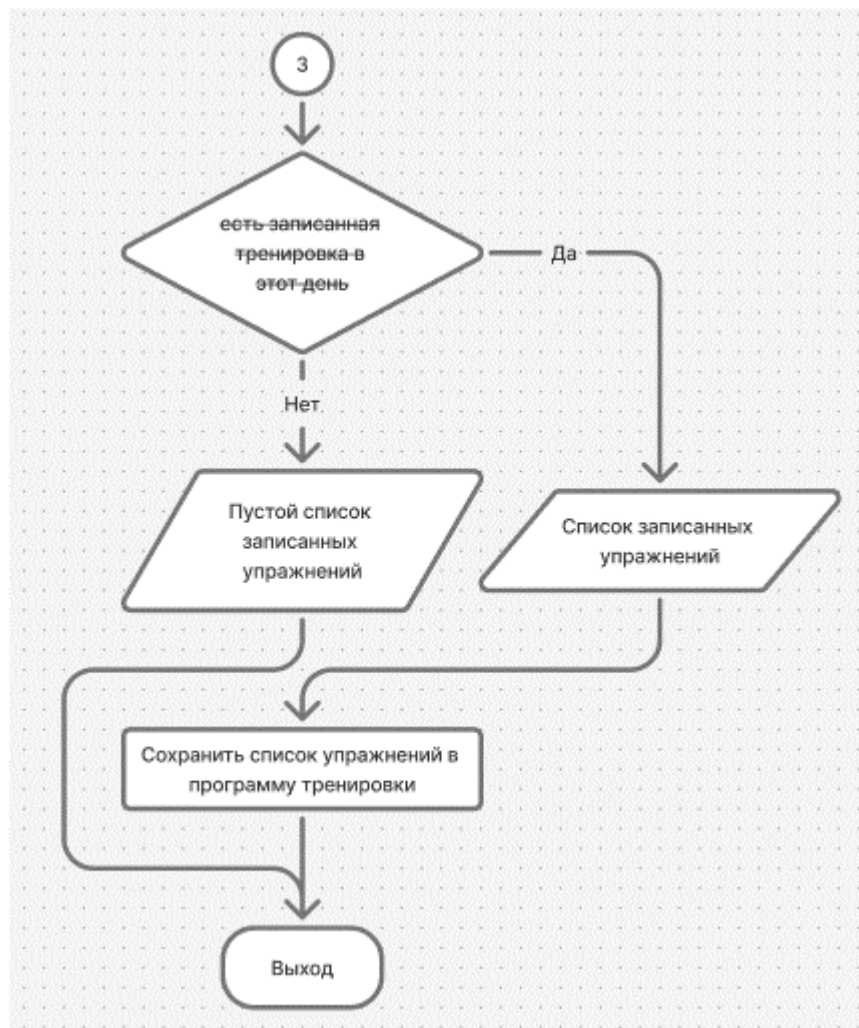 3
есть записанная
тренировка в
этот день
Да
Нет
Пустой список
записанных
упражнений
Список записанных
упражнений
Сохранить список упражнений в
программу тренировки
Выход